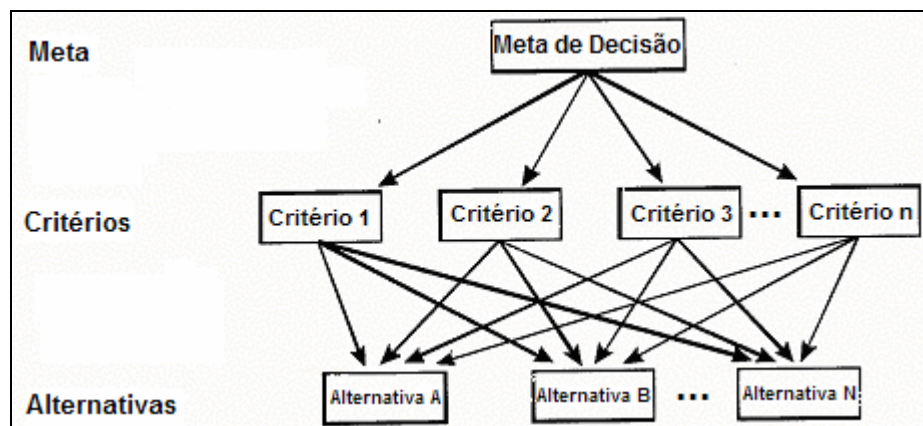 Meta
Meta de Decisão
Critérios
Critério 1
Critério 2
Critério 3
...
Critério n
Alternativas
Alternativa A
Alternativa B
...
Alternativa N